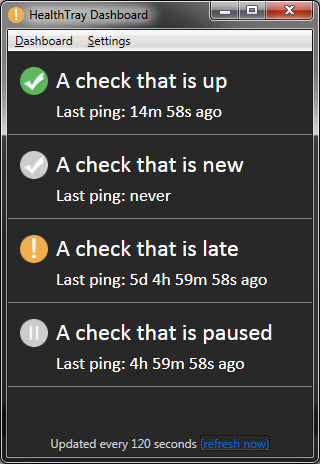 HealthTray Dashboard
Dashboard Settings
A check that is up
Last ping: 14m 58s ago
A check that is new
Last ping: never
A check that is late
Last ping: 5d 4h 59m 58s ago
A check that is paused
Last ping: 4h 59m 58s ago
Updated every 120 seconds (refresh now)